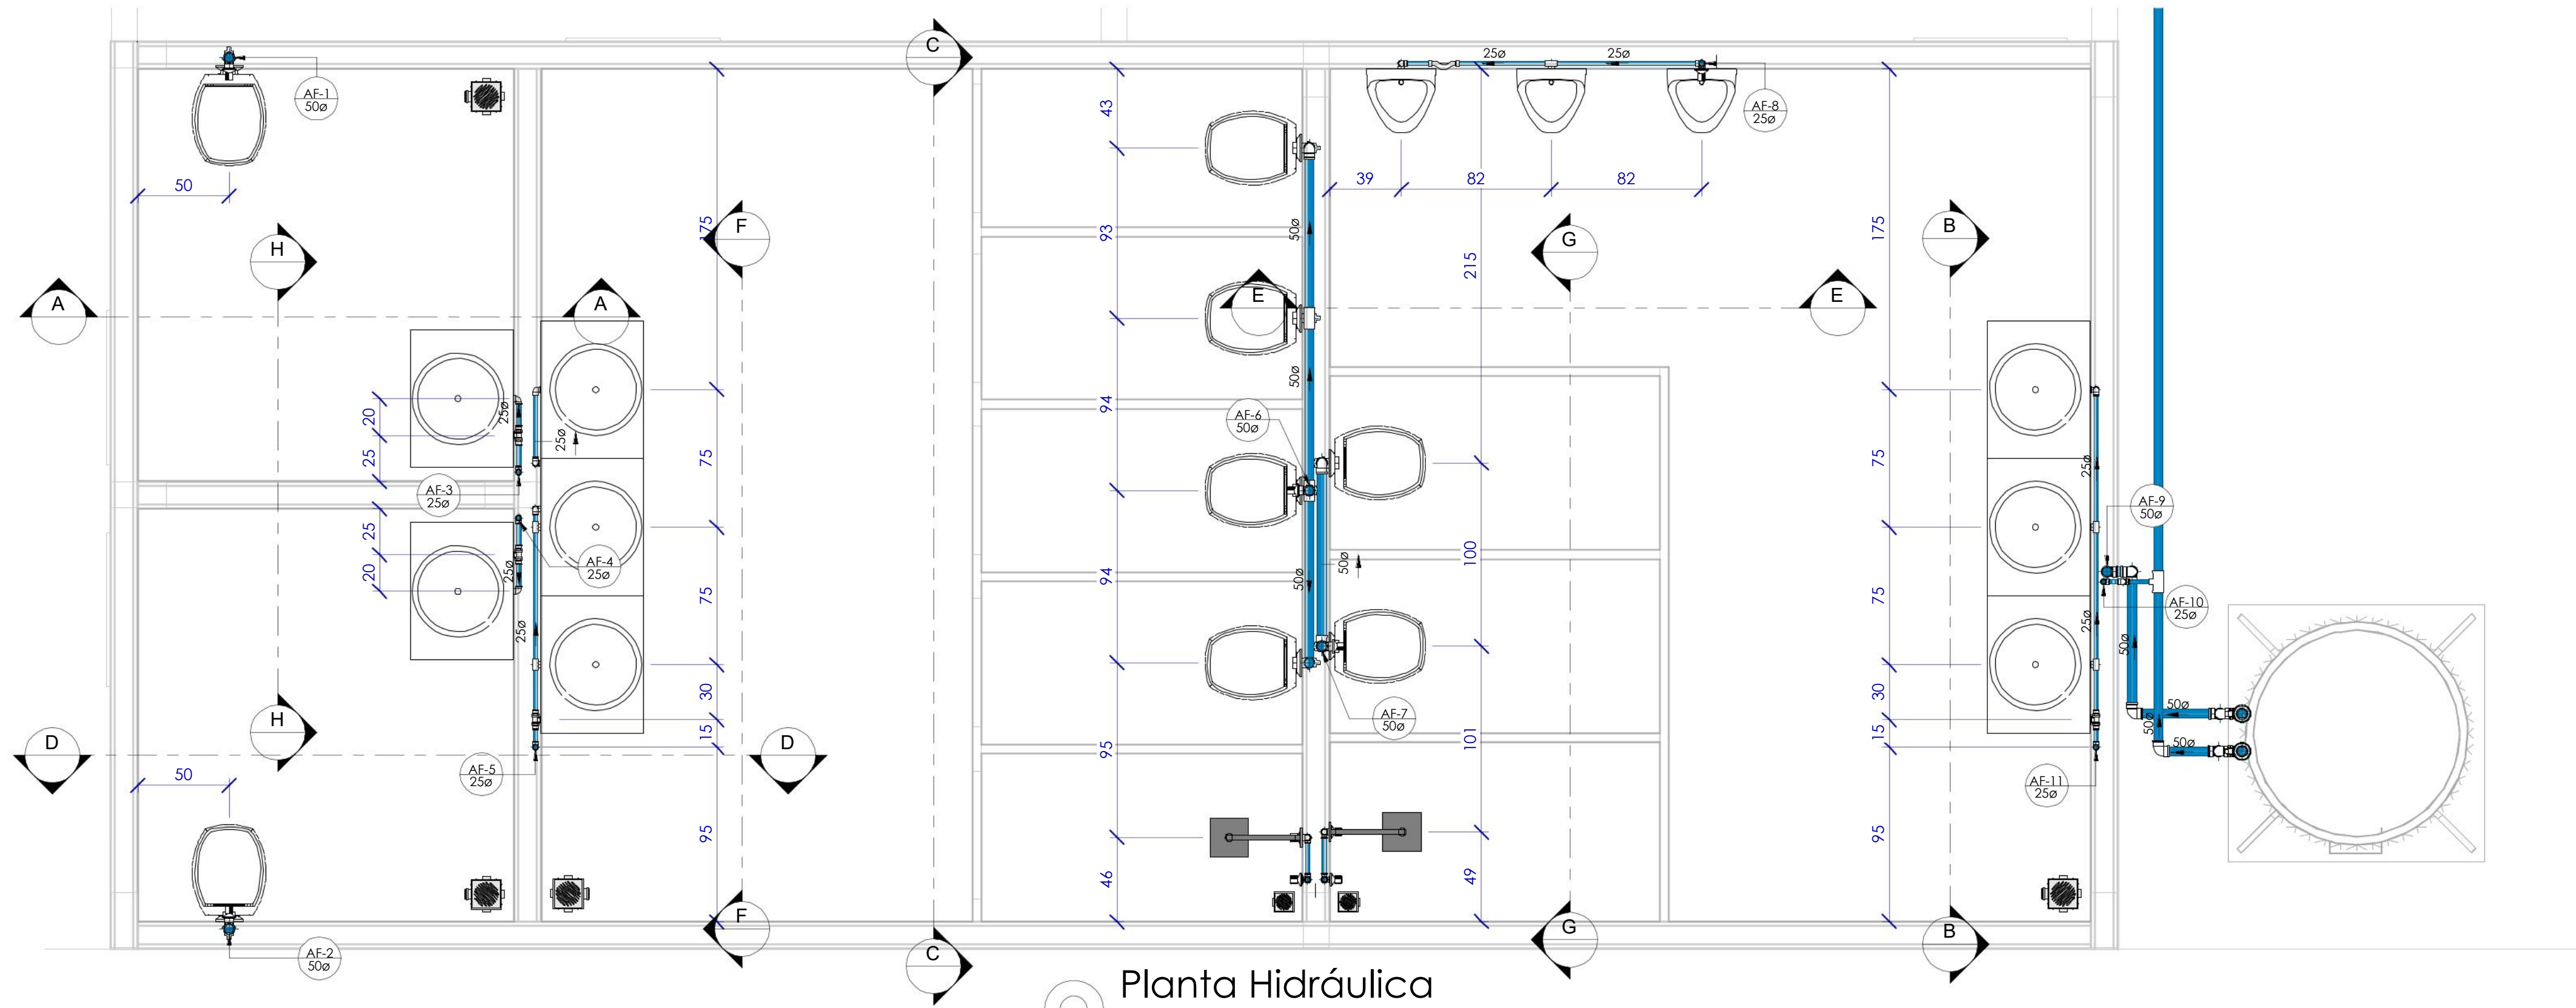 C
25ø
25ø
AF-1
50ø
AF-8
25ø
43
50
39
82
82
175
F
93
50ø
G
175
B
H
215
A
A
E
E
50ø
94
20
25ø
25ø
AF-6
50ø
75
75
25
25ø
AF-3
25ø
AF-9
50ø
25
AF-4
25ø
20
25ø
94
50ø
50ø
100
75
75
AF-10
25ø
25ø
25ø
50ø
30
30
H
AF-7
50ø
50ø
50ø
50ø
15
15
D
D
95
101
50
AF-5
25ø
AF-11
25ø
95
95
46
49
F
G
B
AF-2
50ø
C
Planta Hidráulica